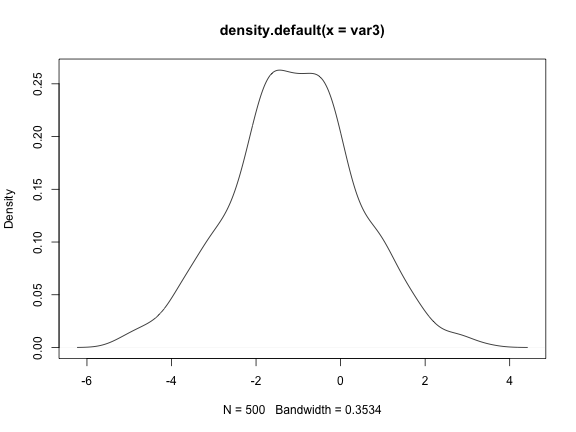 density.default(x = var3)
Density
0.25
0.20
0.15
0.10
0.05
0.00
-6 -4 -2 0 2 4
N = 500 Bandwidth = 0.3534